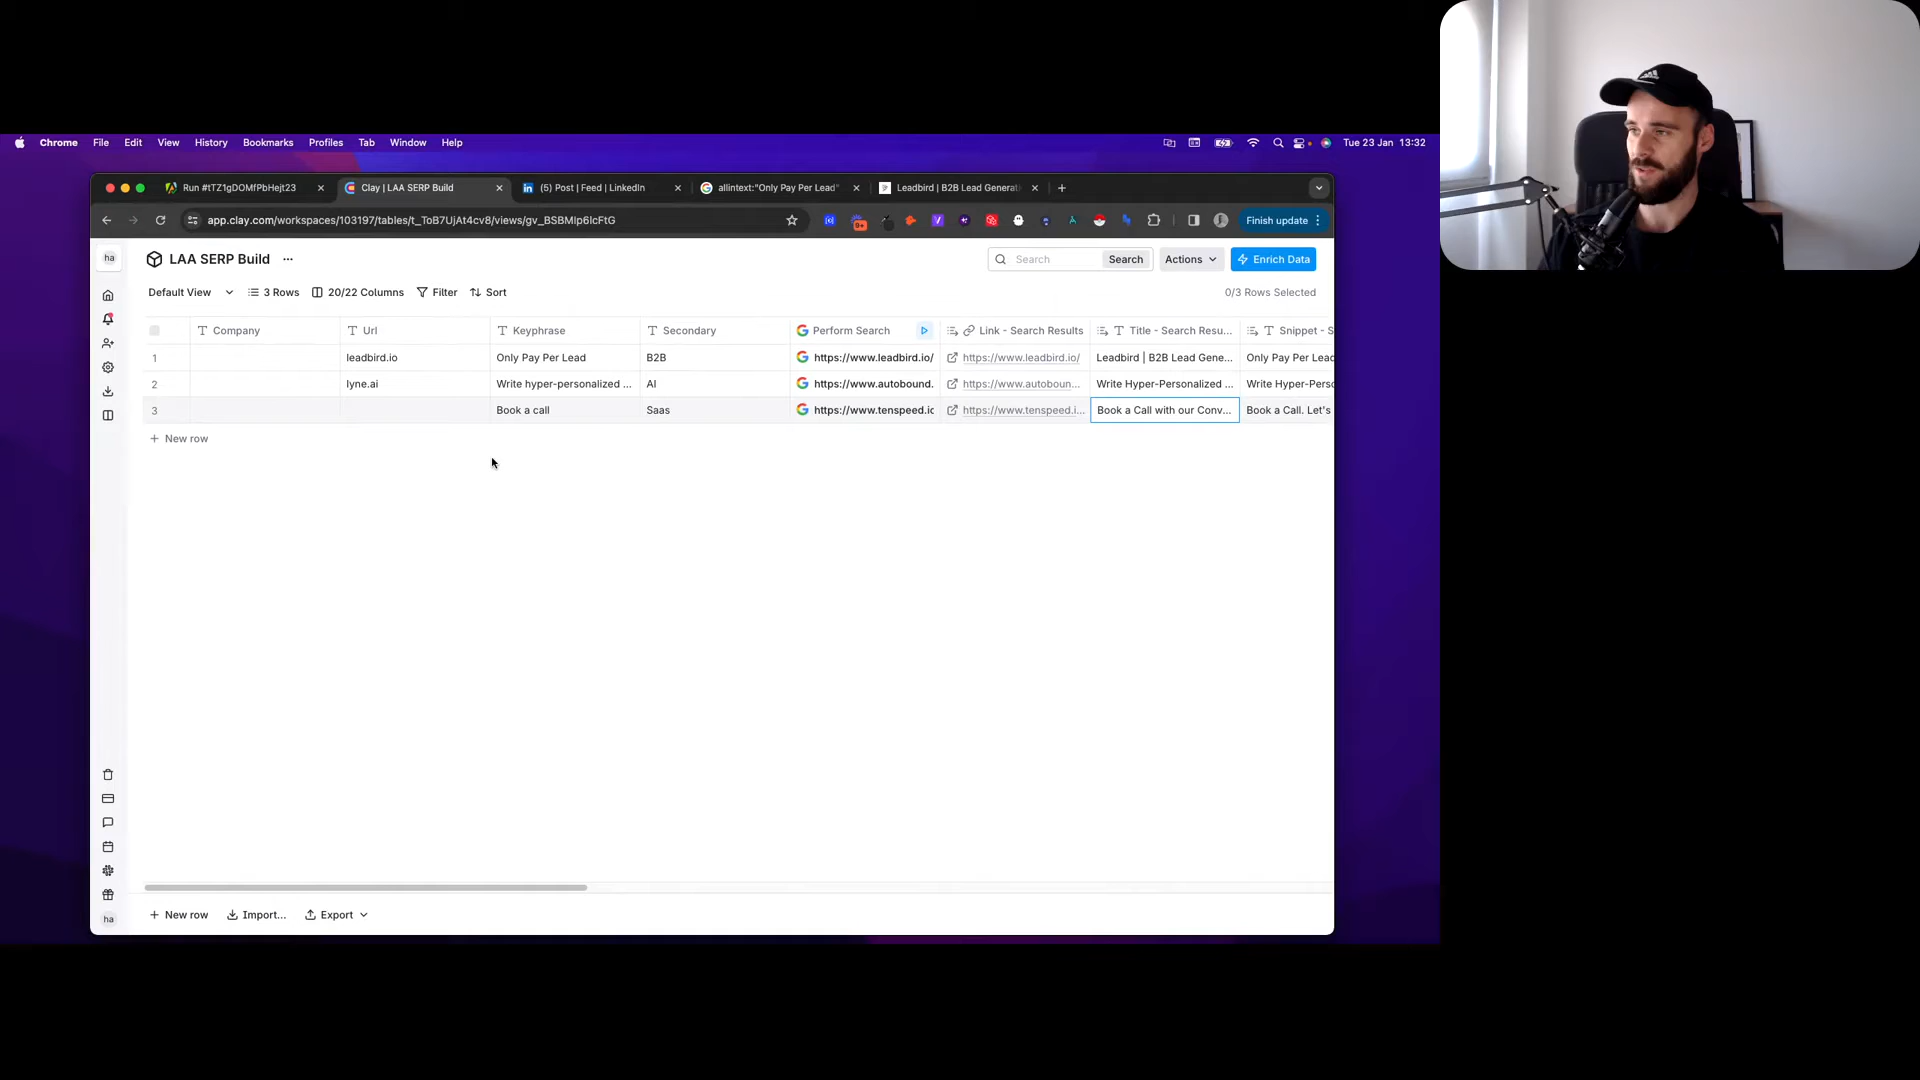 Chrome File Edit View History Bookmarks Profiles Tab Window Help Tue 23 Jan 13:32
Run #tTZ1gDOMfPbHejt23 Clay | LAA SERP Build (5) Post | Feed | LinkedIn allintext:"Only Pay Per Lead" Leadbird | B2B Lead Generat
app.clay.com/workspaces/103197/tables/t_ToB7UjAt4cv8/views/gv_BSBMIp6IcFtG Finish update
ha LAA SERP Build ... Search Search Actions Enrich Data
Default View 3 Rows 20/22 Columns Filter Sort 0/3 Rows Selected
Company Url Keyphrase Secondary Perform Search Link - Search Results Title - Search Resu... Snippet - S
1 leadbird.io Only Pay Per Lead B2B https://www.leadbird.io/ https://www.leadbird.io/ Leadbird | B2B Lead Gene... Only Pay Per Lead
2 lyne.ai Write hyper-personalized ... AI https://www.autobound. https://www.autoboun... Write Hyper-Personalized ... Write Hyper-Perso
3 Book a call Saas https://www.tenspeed.ic https://www.tenspeed.i... Book a Call with our Conv... Book a Call. Let's
+ New row
+ New row Import... Export
ha